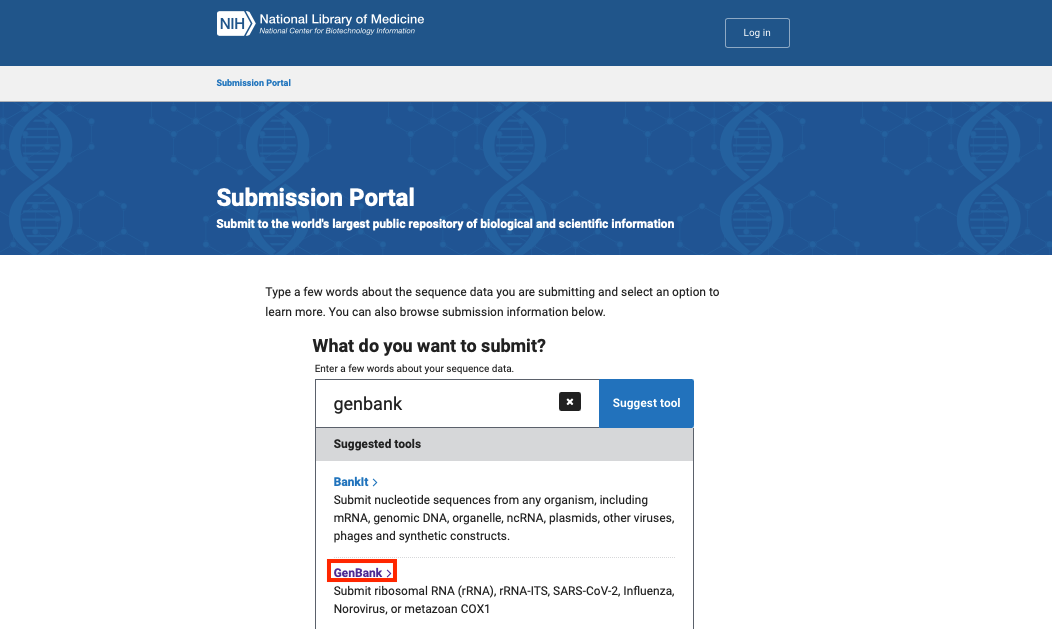 NIH National Library of Medicine
National Center for Biotechnology Information
Log in
Submission Portal
Submission Portal
Submit to the world's largest public repository of biological and scientific information
Type a few words about the sequence data you are submitting and select an option to
learn more. You can also browse submission information below.
What do you want to submit?
Enter a few words about your sequence data.
genbank
Suggest tool
Suggested tools
BankIt
Submit nucleotide sequences from any organism, including
mRNA, genomic DNA, organelle, ncRNA, plasmids, other viruses,
phages and synthetic constructs.
GenBank
Submit ribosomal RNA (rRNA), rRNA-ITS, SARS-CoV-2, Influenza,
Norovirus, or metazoan COX1